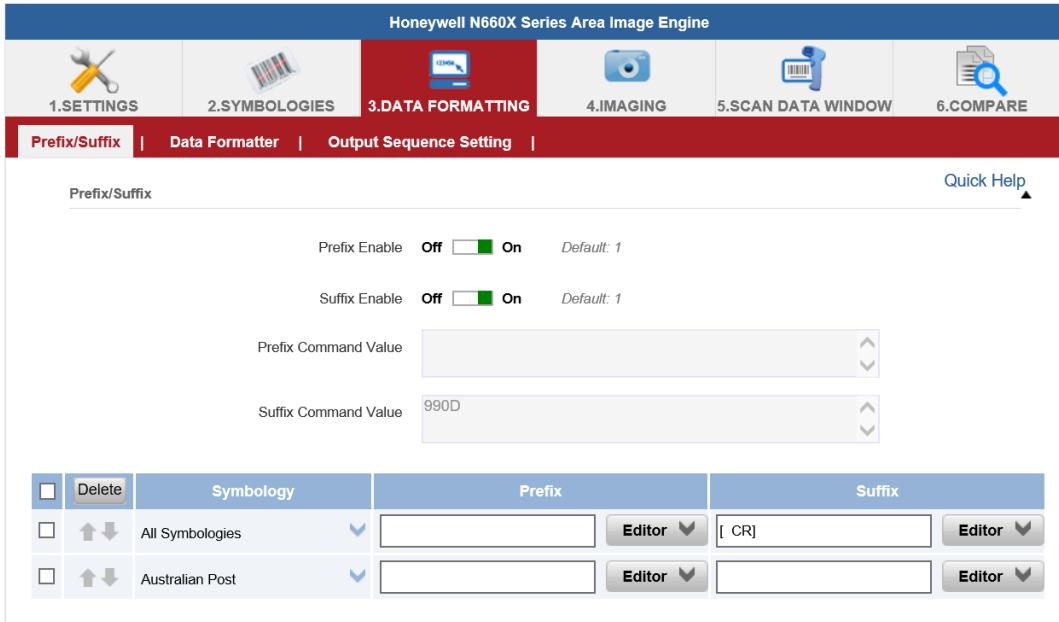 Honeywell N660X Series Area Image Engine
1.SETTINGS 2.SYMBOLOGIES 3.DATA FORMATTING 4.IMAGING 5.SCAN DATA WINDOW 6.COMPARE
Prefix/Suffix | Data Formatter | Output Sequence Setting |
Quick Help
Prefix/Suffix
Prefix Enable Off On Default: 1
Suffix Enable Off On Default: 1
Prefix Command Value
Suffix Command Value 990D
Delete Symbology Prefix Suffix
All Symbologies Editor [ CR] Editor
Australian Post Editor Editor